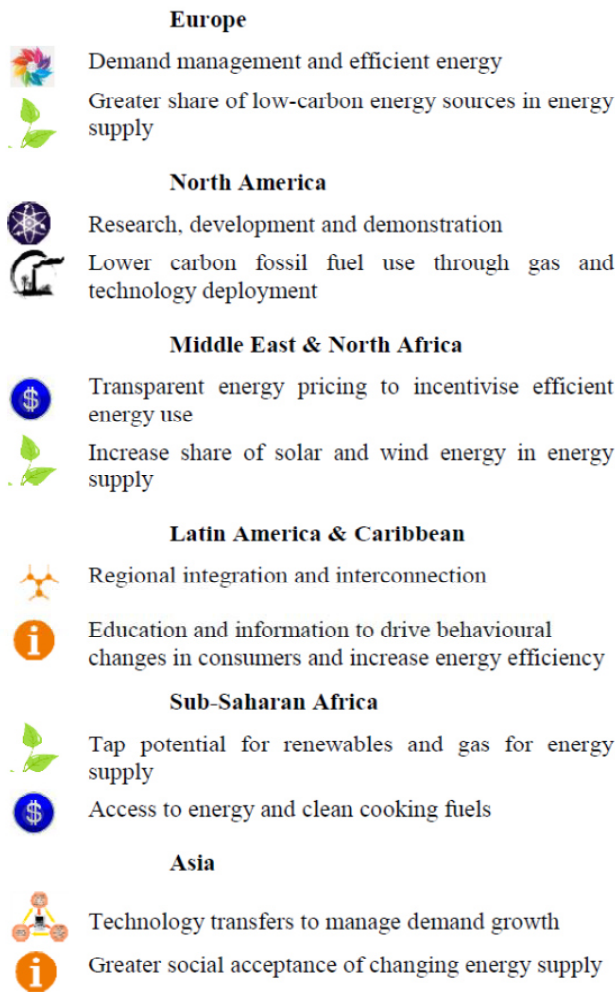 Europe
Demand management and efficient energy
Greater share of low-carbon energy sources in energy
supply
North America
Research, development and demonstration
Lower carbon fossil fuel use through gas and
technology deployment
Middle East & North Africa
Transparent energy pricing to incentivise efficient
energy use
Increase share of solar and wind energy in energy
supply
Latin America & Caribbean
Regional integration and interconnection
Education and information to drive behavioural
changes in consumers and increase energy efficiency
Sub-Saharan Africa
Tap potential for renewables and gas for energy
supply
Access to energy and clean cooking fuels
Asia
Technology transfers to manage demand growth
Greater social acceptance of changing energy supply